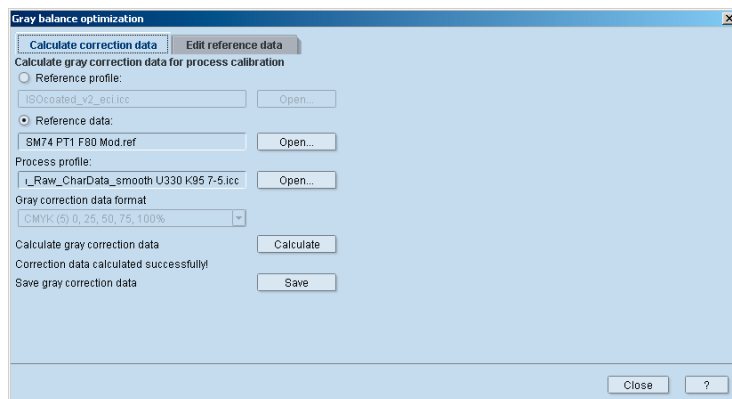 Gray balance optimization
Calculate correction data Edit reference data
Calculate gray correction data for process calibration
Reference profile:
ISOcoated_v2_eci.icc Open...
Reference data:
SM74 PT1 F80 Mod.ref Open...
Process profile:
_Raw_CharData_smooth U330 K95 7-5.icc Open...
Gray correction data format
CMYK (5) 0, 25, 50, 75, 100%
Calculate gray correction data Calculate
Correction data calculated successfully!
Save gray correction data Save
Close ?